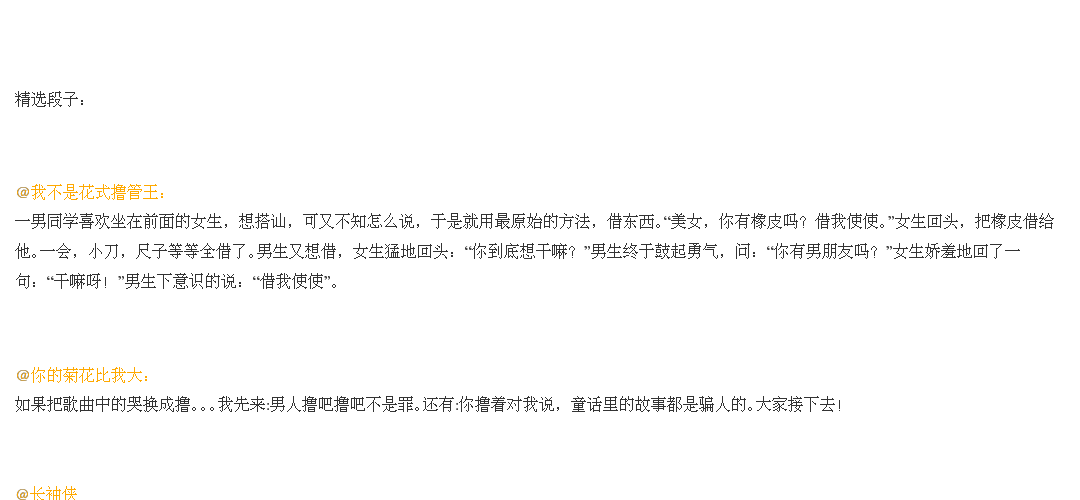 精选段子：
@我不是花式撸管王：
一男同学喜欢坐在前面的女生，想搭讪，可又不知怎么说，于是就用最原始的方法，借东西。“美女，你有橡皮吗？借我使使。”女生回头，把橡皮借给
他。一会，小刀，尺子等等全借了。男生又想借，女生猛地回头：“你到底想干嘛？”男生终于鼓起勇气，问：“你有男朋友吗？”女生娇羞地回了一
句：“干嘛呀！”男生下意识的说：“借我使使”。
@你的菊花比我大：
如果把歌曲中的哭换成撸。。。我先来:男人撸吧撸吧不是罪。还有:你撸着对我说，童话里的故事都是骗人的。大家接下去！
@长袖侠